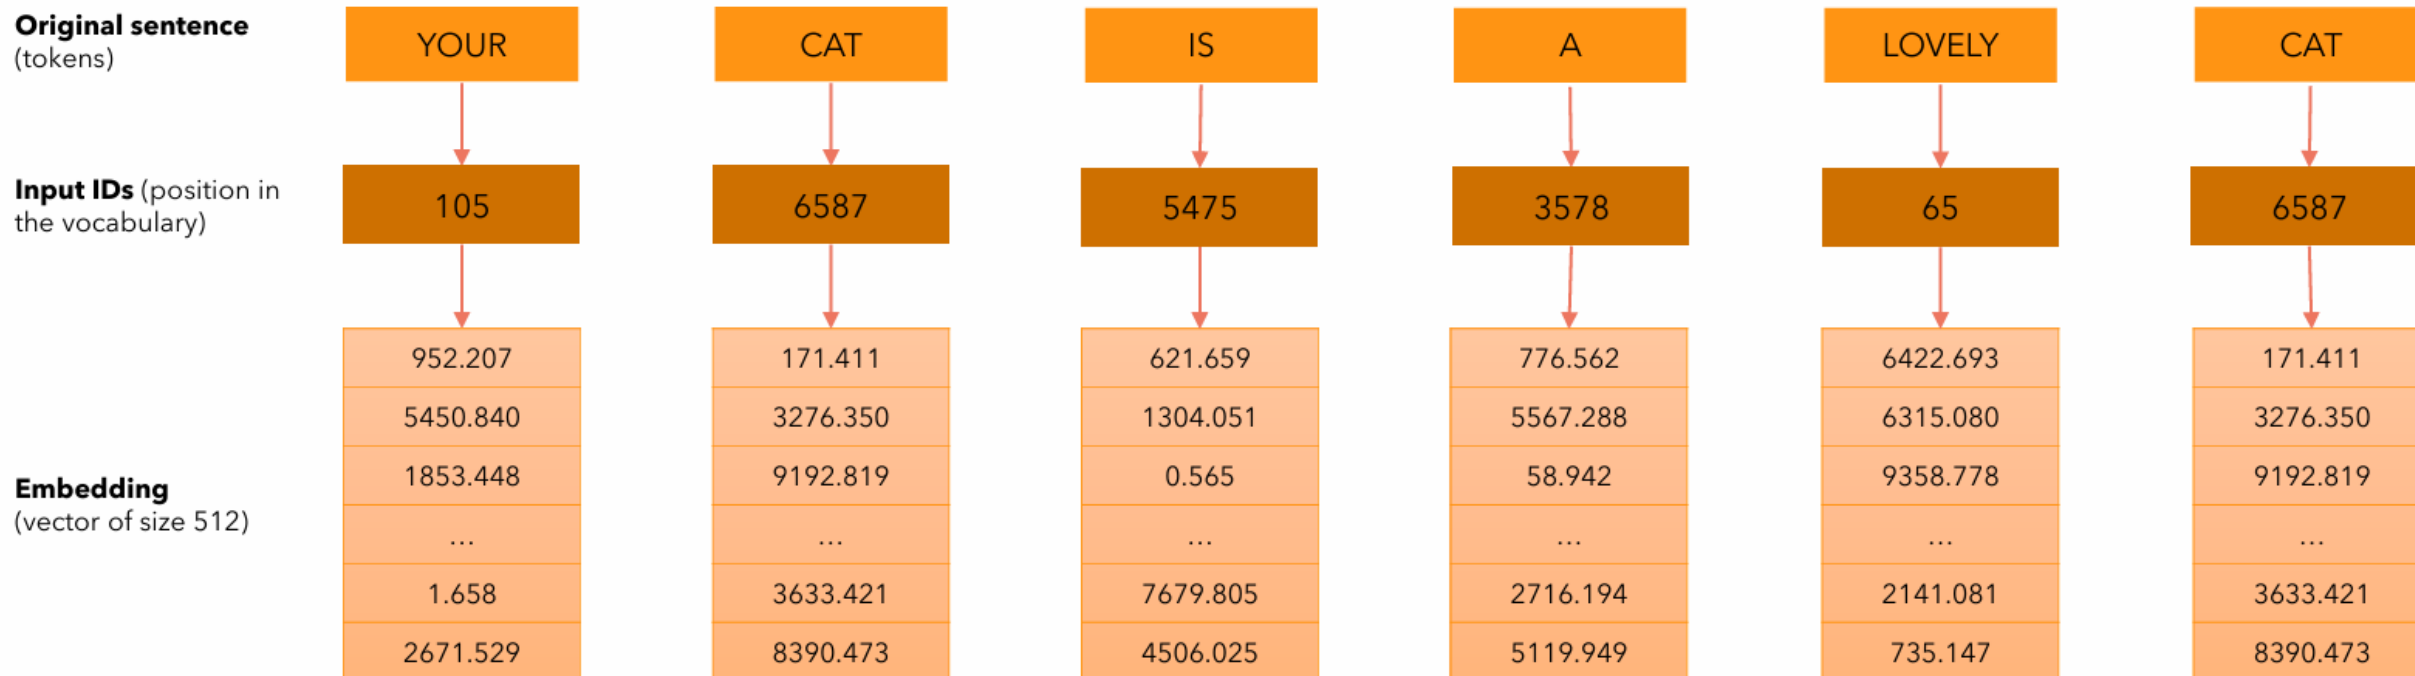 Original sentence
(tokens)
YOUR CAT IS A LOVELY CAT
Input IDs (position in
the vocabulary)
105 6587 5475 3578 65 6587
Embedding
(vector of size 512)
952.207 171.411 621.659 776.562 6422.693 171.411
5450.840 3276.350 1304.051 5567.288 6315.080 3276.350
1853.448 9192.819 0.565 58.942 9358.778 9192.819
... ... ... ... ... ...
1.658 3633.421 7679.805 2716.194 2141.081 3633.421
2671.529 8390.473 4506.025 5119.949 735.147 8390.473